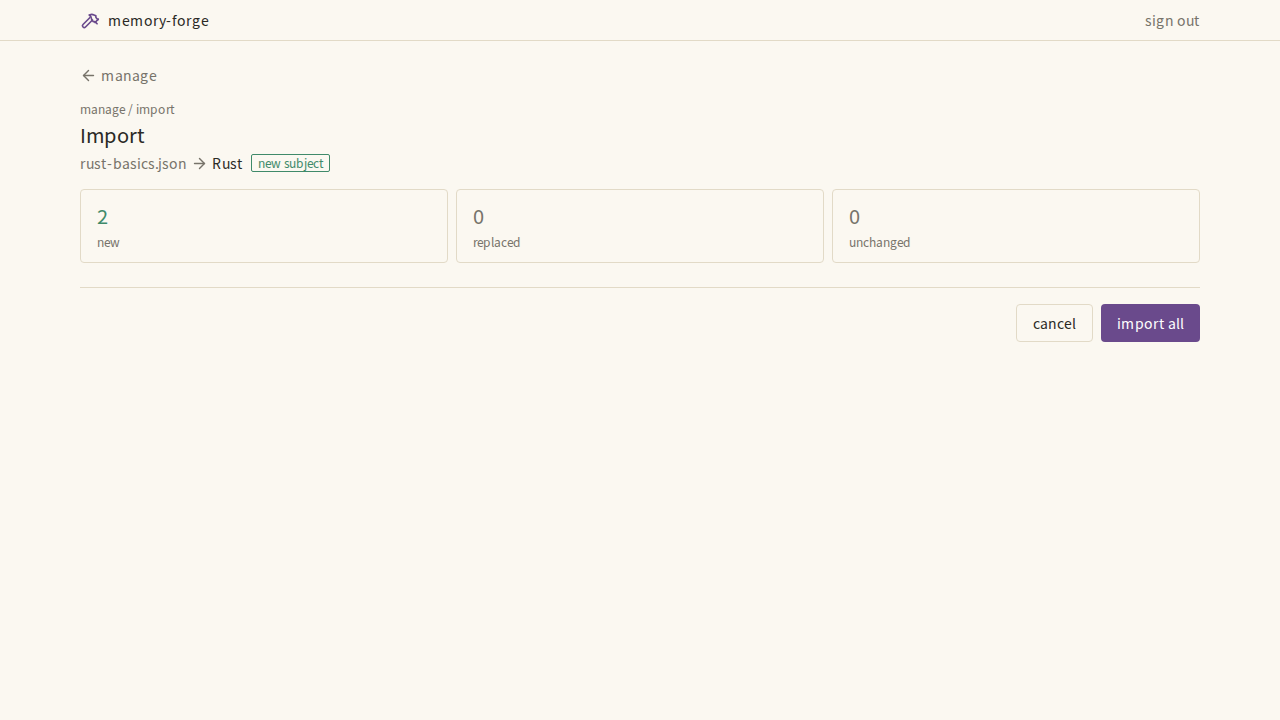 memory-forge
sign out
manage
manage / import
Import
rust-basics.json → Rust new subject
2
new
0
replaced
0
unchanged
cancel
import all